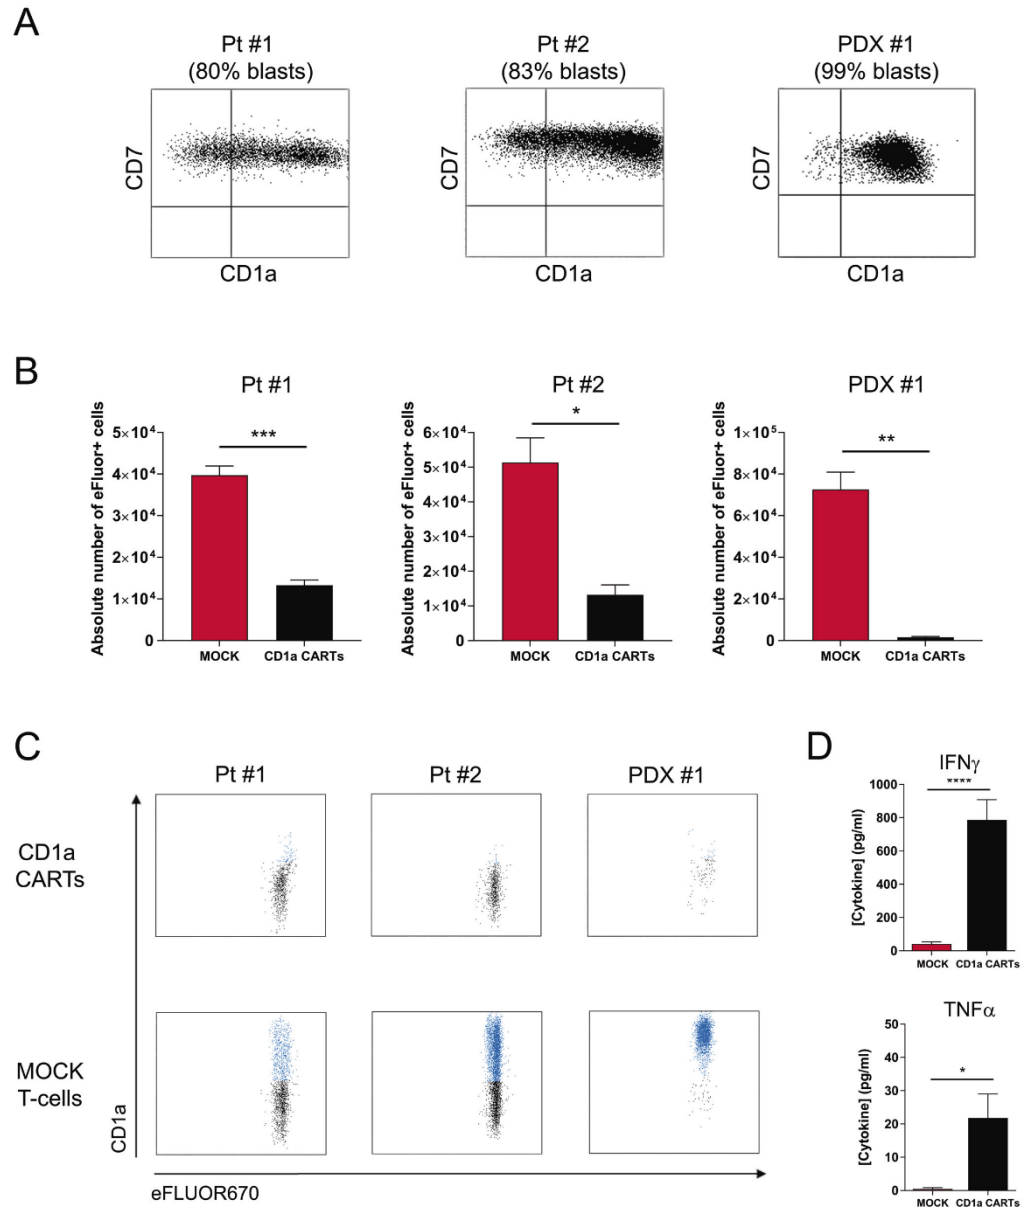 A
Pt #1
(80% blasts)
Pt #2
(83% blasts)
PDX #1
(99% blasts)
CD7
CD7
CD7
CD1a
CD1a
CD1a
B
Pt #1
Absolute number of eFluor+ cells
5×10⁴
4×10⁴
3×10⁴
2×10⁴
1×10⁴
0
***
MOCK
CD1a CARTs
Pt #2
Absolute number of eFluor+ cells
6×10⁴
5×10⁴
4×10⁴
3×10⁴
2×10⁴
1×10⁴
0
*
MOCK
CD1a CARTs
PDX #1
Absolute number of eFluor+ cells
1×10⁵
8×10⁴
6×10⁴
4×10⁴
2×10⁴
0
**
MOCK
CD1a CARTs
C
Pt #1
Pt #2
PDX #1
CD1a
CARTs
MOCK
T-cells
CD1a
eFLUOR670
D
IFNγ
****
[Cytokine] (pg/ml)
1000
800
600
400
200
0
MOCK
CD1a CARTs
TNFα
*
[Cytokine] (pg/ml)
50
40
30
20
10
0
MOCK
CD1a CARTs